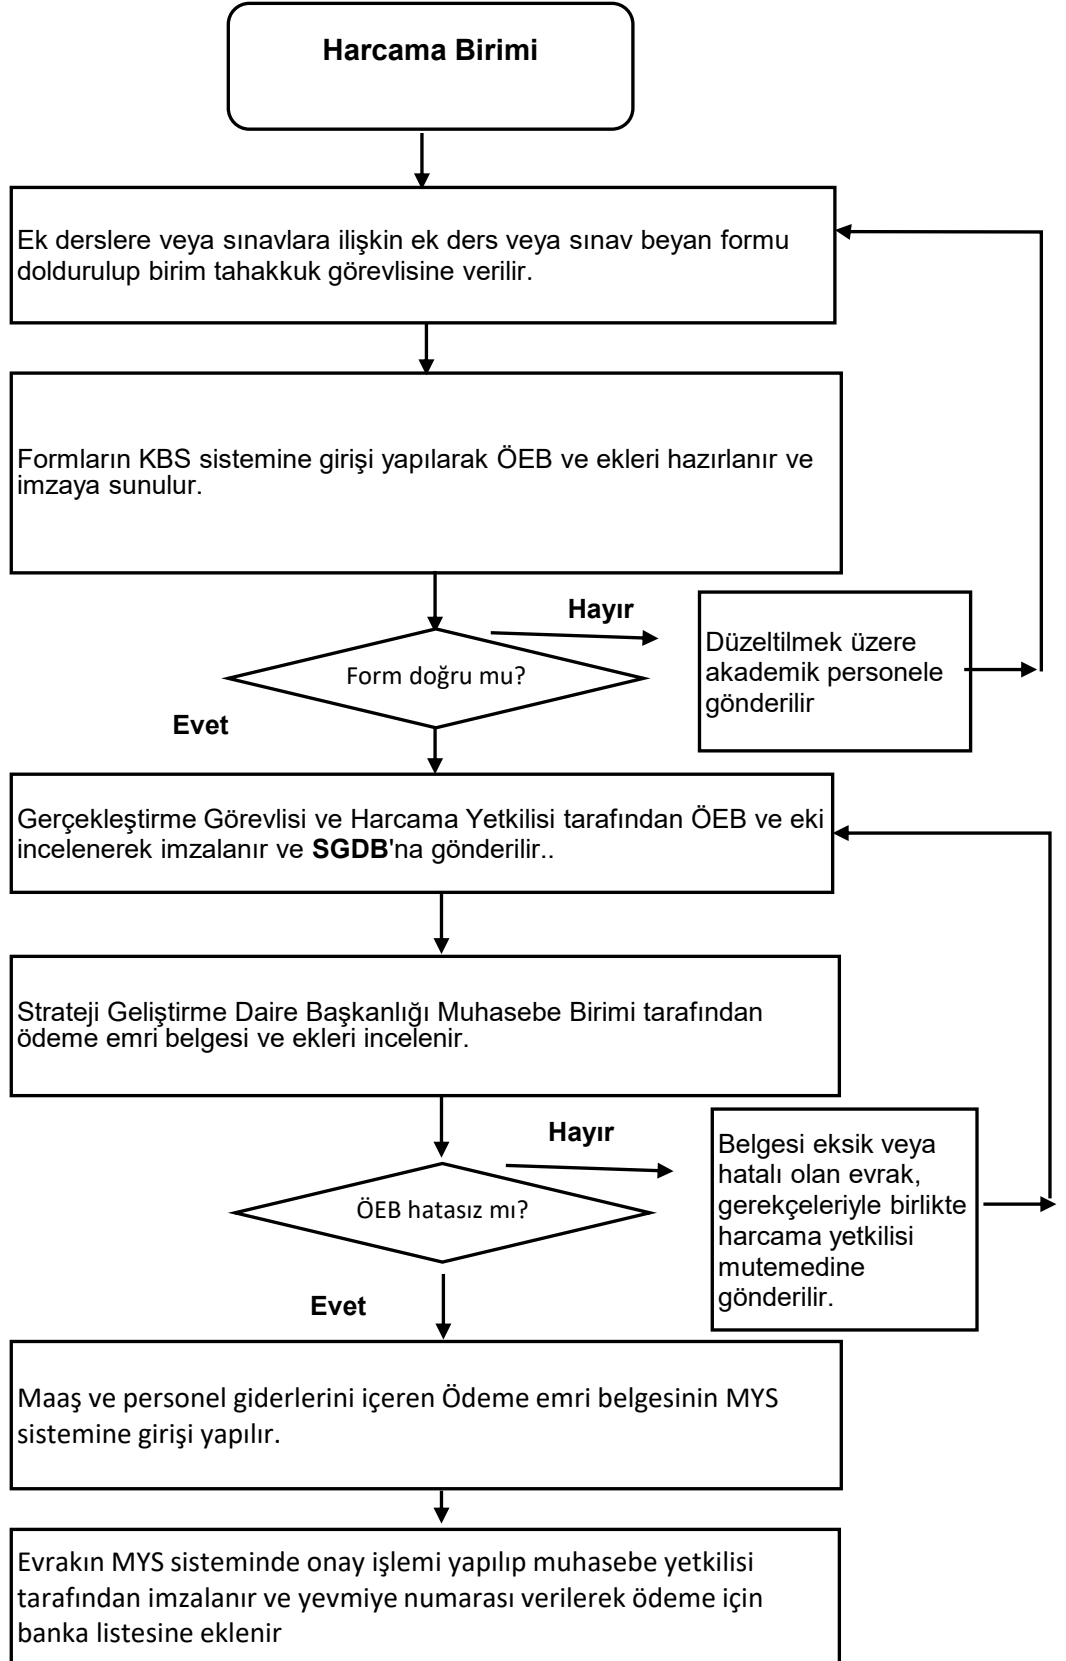 Harcama Birimi
Ek derslere veya sınavlara ilişkin ek ders veya sınav beyan formu
doldurulup birim tahakkuk görevlisine verilir.
Formların KBS sistemine girişi yapılarak ÖEB ve ekleri hazırlanır ve
imzaya sunulur.
Hayır
Form doğru mu?
Düzeltilmek üzere
akademik personele
gönderilir
Evet
Gerçekleştirme Görevlisi ve Harcama Yetkilisi tarafından ÖEB ve eki
incelenerek imzalanır ve SGDB'na gönderilir..
Strateji Geliştirme Daire Başkanlığı Muhasebe Birimi tarafından
ödeme emri belgesi ve ekleri incelenir.
Hayır
ÖEB hatasız mı?
Belgesi eksik veya
hatalı olan evrak,
gerekçeleriyle birlikte
harcama yetkilisi
mutemedine
gönderilir.
Evet
Maaş ve personel giderlerini içeren Ödeme emri belgesinin MYS
sistemine girişi yapılır.
Evrakın MYS sisteminde onay işlemi yapılıp muhasebe yetkilisi
tarafından imzalanır ve yevmiye numarası verilerek ödeme için
banka listesine eklenir